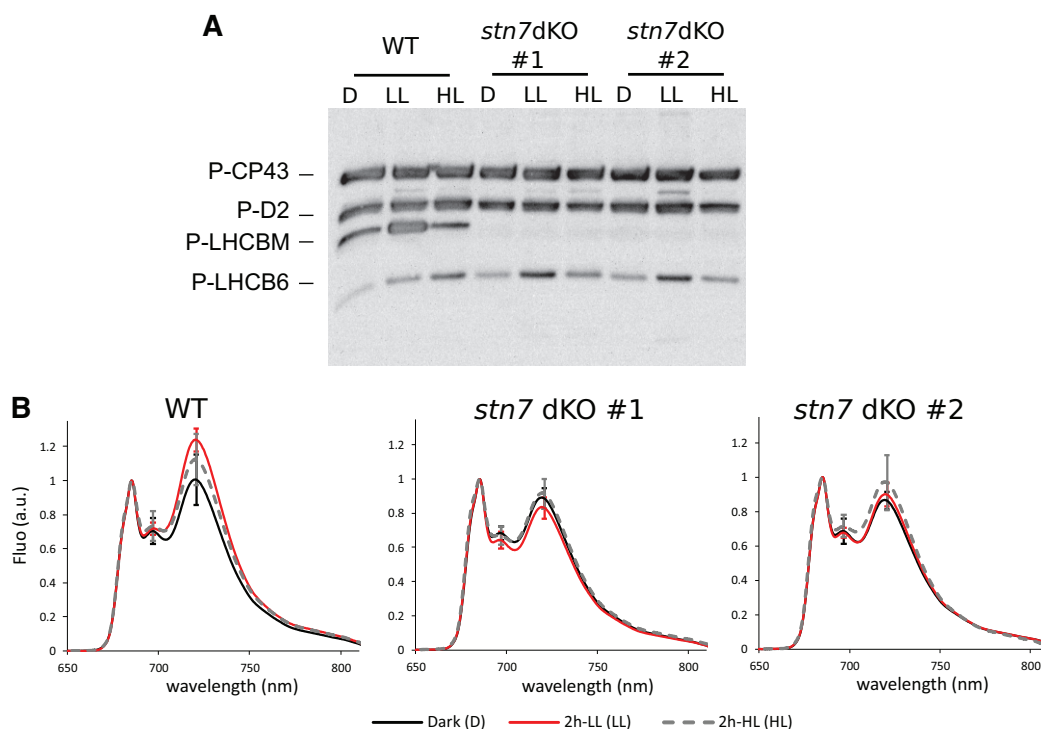 A
WT
stn7dKO #1
stn7dKO #2
D LL HL D LL HL D LL HL
P-CP43
P-D2
P-LHCBM
P-LHCB6
B
WT
stn7 dKO #1
stn7 dKO #2
Fluo (a.u.)
1.2
1
0.8
0.6
0.4
0.2
0
650 700 750 800
wavelength (nm)
1.2
1
0.8
0.6
0.4
0.2
0
650 700 750 800
wavelength (nm)
1.2
1
0.8
0.6
0.4
0.2
0
650 700 750 800
wavelength (nm)
Dark (D) 2h-LL (LL) 2h-HL (HL)